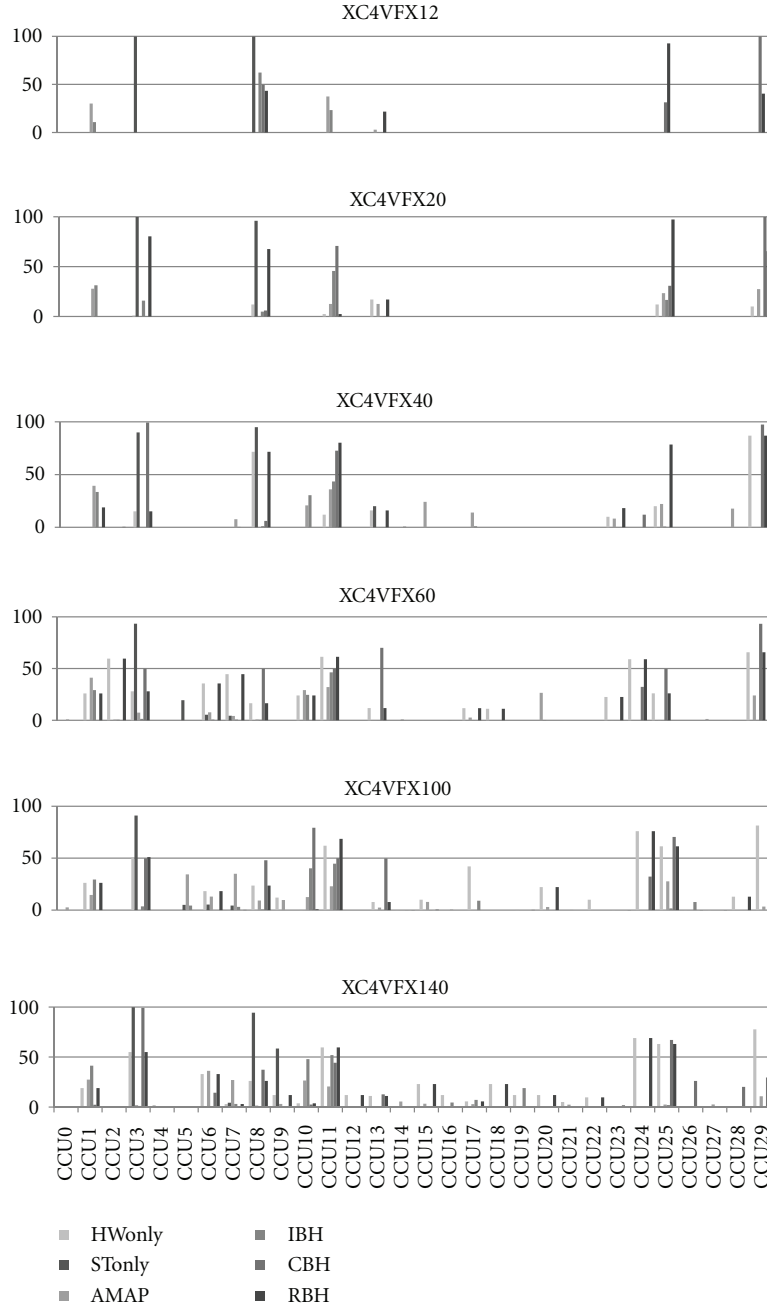 XC4VFX12
100
50
0
XC4VFX20
100
50
0
XC4VFX40
100
50
0
XC4VFX60
100
50
0
XC4VFX100
100
50
0
XC4VFX140
100
50
0
CCU0
CCU1
CCU2
CCU3
CCU4
CCU5
CCU6
CCU7
CCU8
CCU9
CCU10
CCU11
CCU12
CCU13
CCU14
CCU15
CCU16
CCU17
CCU18
CCU19
CCU20
CCU21
CCU22
CCU23
CCU24
CCU25
CCU26
CCU27
CCU28
CCU29
HWonly
STonly
AMAP
IBH
CBH
RBH